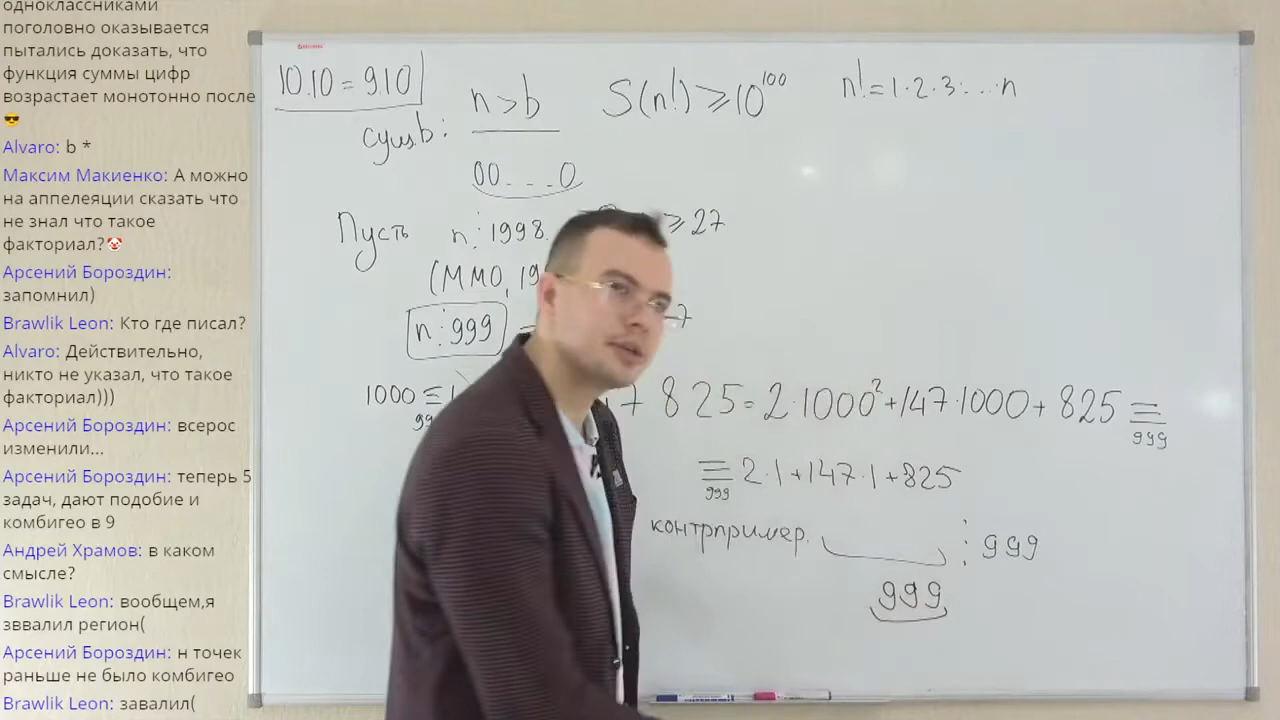 одноклассниками
поголовно оказывается
пытались доказать, что
функция суммы цифр
возрастает монотонно после
😎
Alvaro: b *
Максим Макиенко: А можно
на аппелеяции сказать что
не знал что такое
факториал?🤡
Арсений Бороздин:
запомнил)
Brawlik Leon: Кто где писал?
Alvaro: Действительно,
никто не указал, что такое
факториал)))
Арсений Бороздин: всерос
изменили...
Арсений Бороздин: теперь 5
задач, дают подобие и
комбигео в 9
Андрей Храмов: в каком
смысле?
Brawlik Leon: вообщем,я
зввалил регион(
Арсений Бороздин: н точек
раньше не было комбигео
Brawlik Leon: завалил(
10.10 = 9.10
n > b S(n!) ⩾ 10^100 n! = 1·2·3·...·n
сущ. b:
00...0
Пусть n ⋮ 1998. ⩾ 27
(ММО, 19
n ⋮ 999
1000 ≡ 1 7 825 = 2·1000² + 147·1000 + 825 ≡
999 999
≡ 2·1 + 147·1 + 825
999
контрпример. ⋮ 999
999